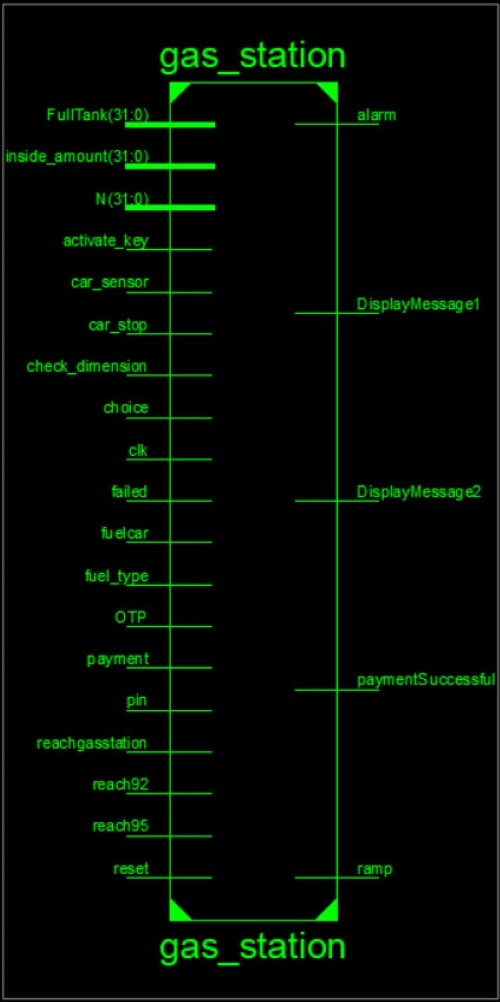 gas_station
FullTank(31:0)
alarm
inside_amount(31:0)
N(31:0)
activate_key
car_sensor
DisplayMessage1
car_stop
check_dimension
choice
clk
failed
DisplayMessage2
fuelcar
fuel_type
OTP
payment
paymentSuccessful
pin
reachgasstation
reach92
reach95
reset
ramp
gas_station